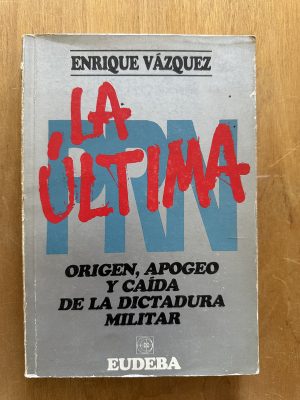 ENRIQUE VÁZQUEZ
LA
ÚLTIMA
PRN
ORIGEN, APOGEO
Y CAÍDA
DE LA DICTADURA
MILITAR
EUDEBA